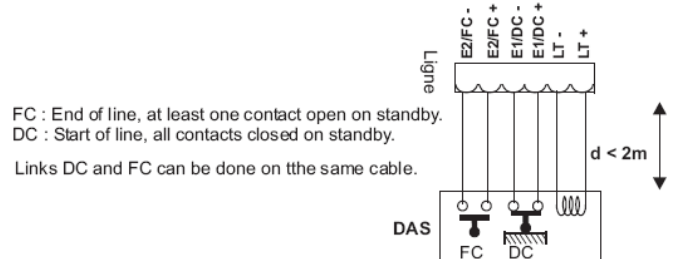 E2/FC -
E2/FC +
E1/DC -
E1/DC +
LT -
LT +
Ligne
FC : End of line, at least one contact open on standby.
DC : Start of line, all contacts closed on standby.
Links DC and FC can be done on tthe same cable.
d < 2m
DAS
FC
DC